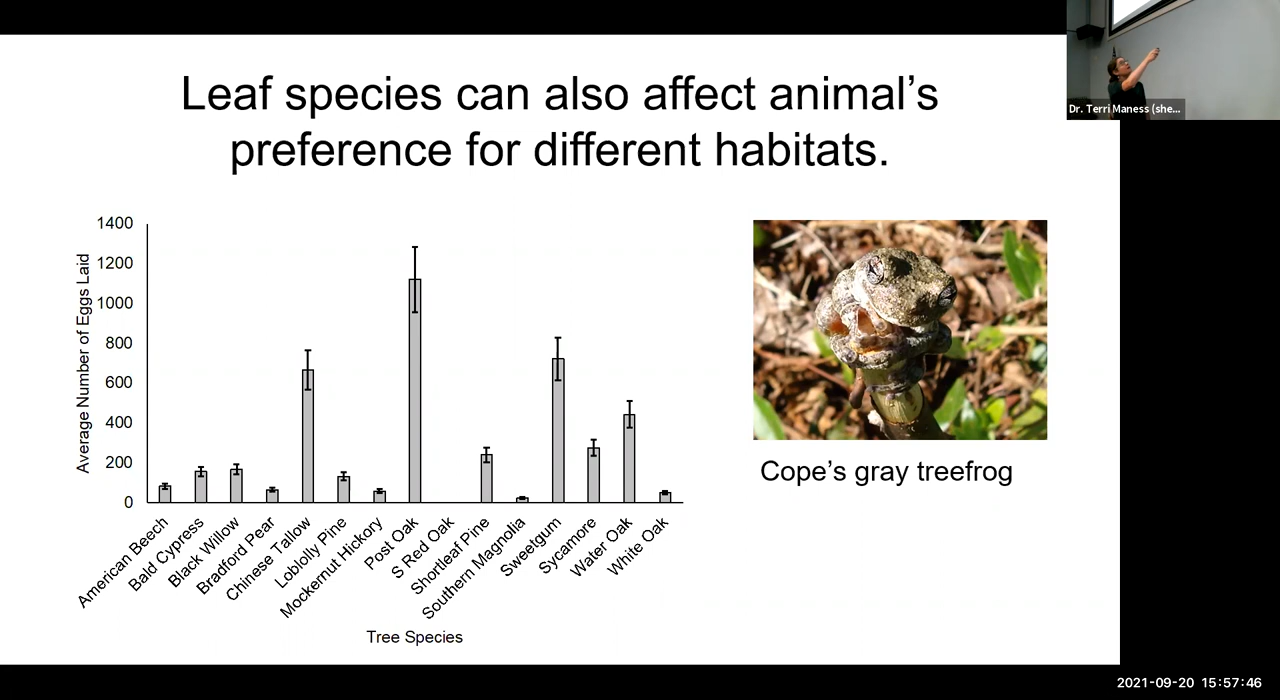 Leaf species can also affect animal's
preference for different habitats.
Dr. Terri Maness (she...
1400
1200
1000
800
600
400
200
0
Average Number of Eggs Laid
American Beech
Bald Cypress
Black Willow
Bradford Pear
Chinese Tallow
Loblolly Pine
Mockernut Hickory
Post Oak
S Red Oak
Shortleaf Pine
Southern Magnolia
Sweetgum
Sycamore
Water Oak
White Oak
Tree Species
Cope's gray treefrog
2021-09-20 15:57:46